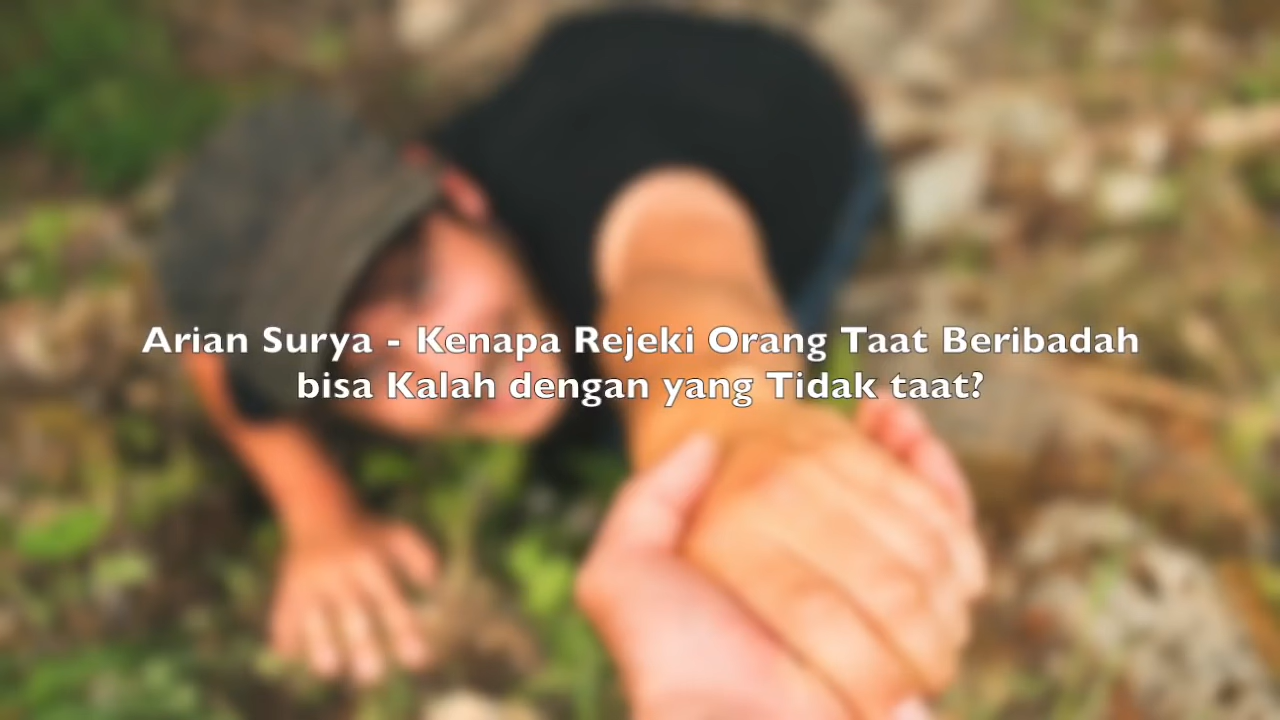 Arian Surya - Kenapa Rejeki Orang Taat Beribadah
bisa Kalah dengan yang Tidak taat?